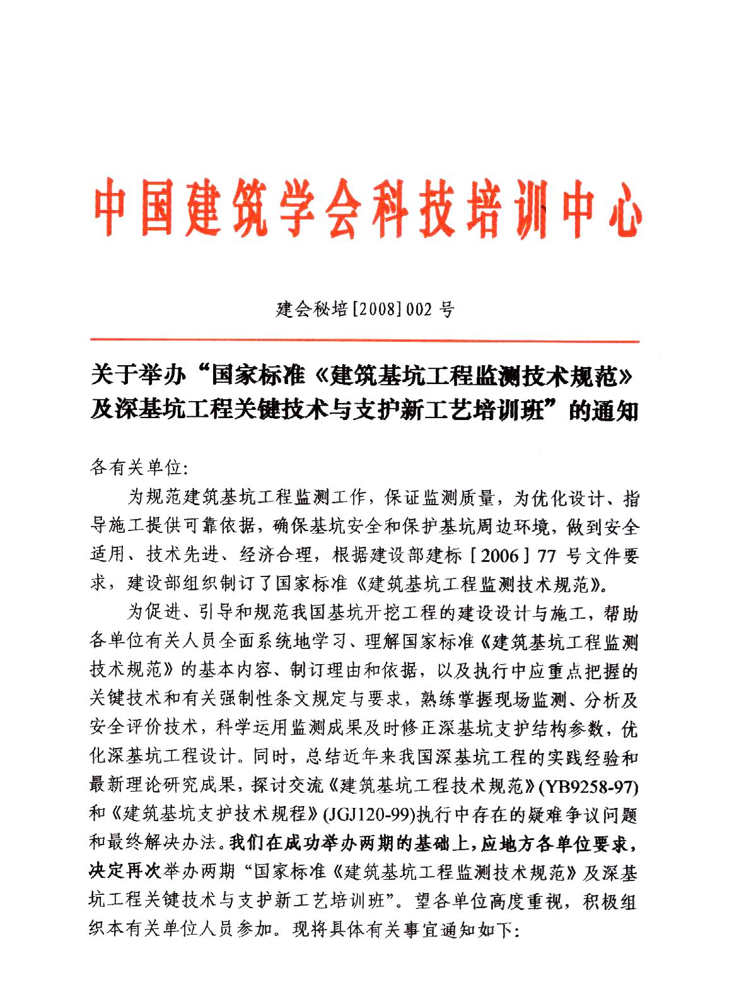 中国建筑学会科技培训中心
建会秘培[2008]002 号
关于举办“国家标准《建筑基坑工程监测技术规范》
及深基坑工程关键技术与支护新工艺培训班”的通知
各有关单位:
为规范建筑基坑工程监测工作，保证监测质量，为优化设计、指
导施工提供可靠依据，确保基坑安全和保护基坑周边环境，做到安全
适用、技术先进、经济合理，根据建设部建标［2006］77 号文件要
求，建设部组织制订了国家标准《建筑基坑工程监测技术规范》。
为促进、引导和规范我国基坑开挖工程的建设设计与施工，帮助
各单位有关人员全面系统地学习、理解国家标准《建筑基坑工程监测
技术规范》的基本内容、制订理由和依据，以及执行中应重点把握的
关键技术和有关强制性条文规定与要求，熟练掌握现场监测、分析及
安全评价技术，科学运用监测成果及时修正深基坑支护结构参数，优
化深基坑工程设计。同时，总结近年来我国深基坑工程的实践经验和
最新理论研究成果，探讨交流《建筑基坑工程技术规范》(YB9258-97)
和《建筑基坑支护技术规程》(JGJ120-99)执行中存在的疑难争议问题
和最终解决办法。我们在成功举办两期的基础上，应地方各单位要求，
决定再次举办两期“国家标准《建筑基坑工程监测技术规范》及深基
坑工程关键技术与支护新工艺培训班”。望各单位高度重视，积极组
织本有关单位人员参加。现将具体有关事宜通知如下: